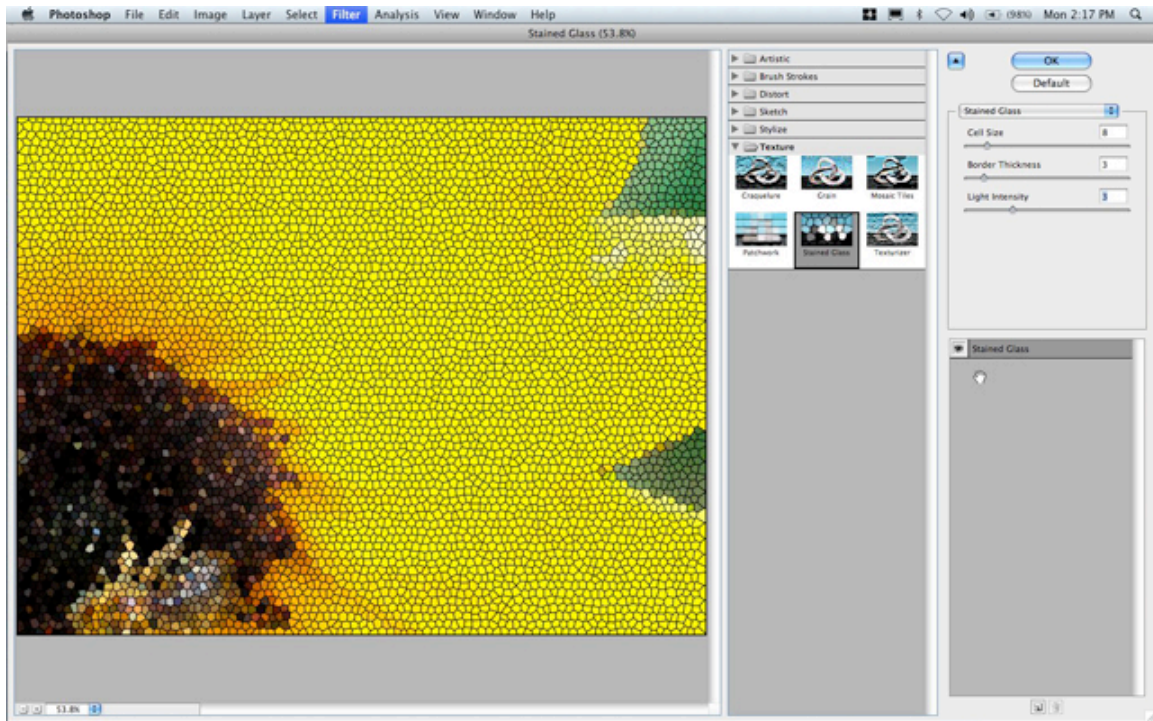 Photoshop File Edit Image Layer Select Filter Analysis View Window Help (98%) Mon 2:17 PM
Stained Glass (53.8%)
Artistic
Brush Strokes
Distort
Sketch
Stylize
Texture
Craquelure Grain Mosaic Tiles
Patchwork Stained Glass Texturizer
OK
Default
Stained Glass
Cell Size 8
Border Thickness 3
Light Intensity 3
Stained Glass
53.8%